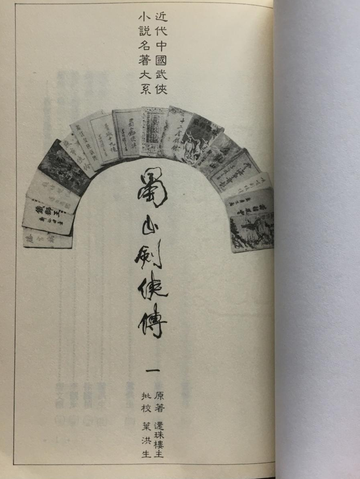 近代中國武俠
小説名著大系
蜀山劍俠傳
一
原著 還珠樓主
批校 葉洪生